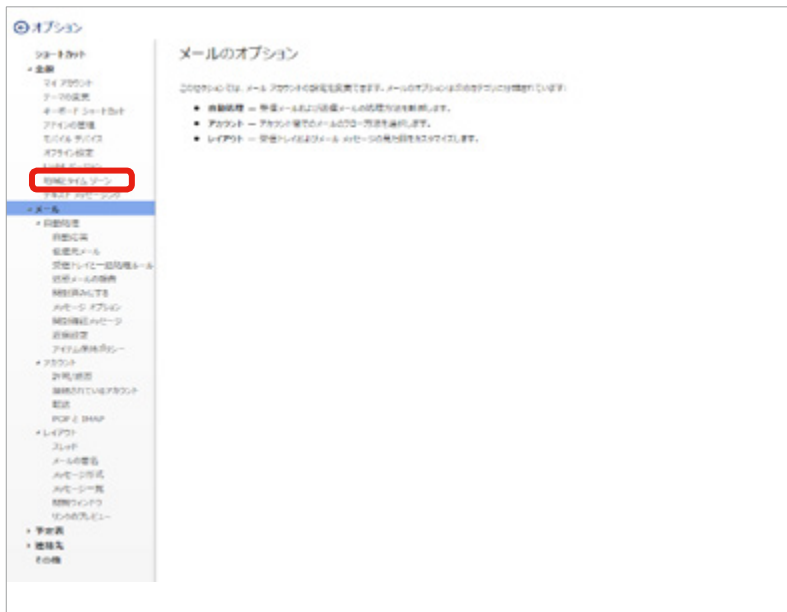 オプション
ショートカット
全般
マイ アカウント
テーマの変更
キーボード ショートカット
アドインの管理
モバイル デバイス
オフライン設定
地域とタイム ゾーン
テキスト メッセージング
メール
自動処理
自動応答
低優先メール
受信トレイと一括処理ルール
迷惑メールの報告
開封済みにする
メッセージ オプション
開封確認メッセージ
返信設定
アイテム保持ポリシー
アカウント
許可/禁止
接続されているアカウント
転送
POP と IMAP
レイアウト
スレッド
メールの署名
メッセージ形式
メッセージ一覧
閲覧ウィンドウ
リンクのプレビュー
予定表
連絡先
その他
メールのオプション
このセクションでは、メール アカウントの設定を変更できます。メールのオプションは次のカテゴリに分類されています:
自動処理 — 受信メールおよび送信メールの処理方法を制御します。
アカウント — アカウント間でのメールのフロー方法を選択します。
レイアウト — 受信トレイおよびメール メッセージの見た目をカスタマイズします。